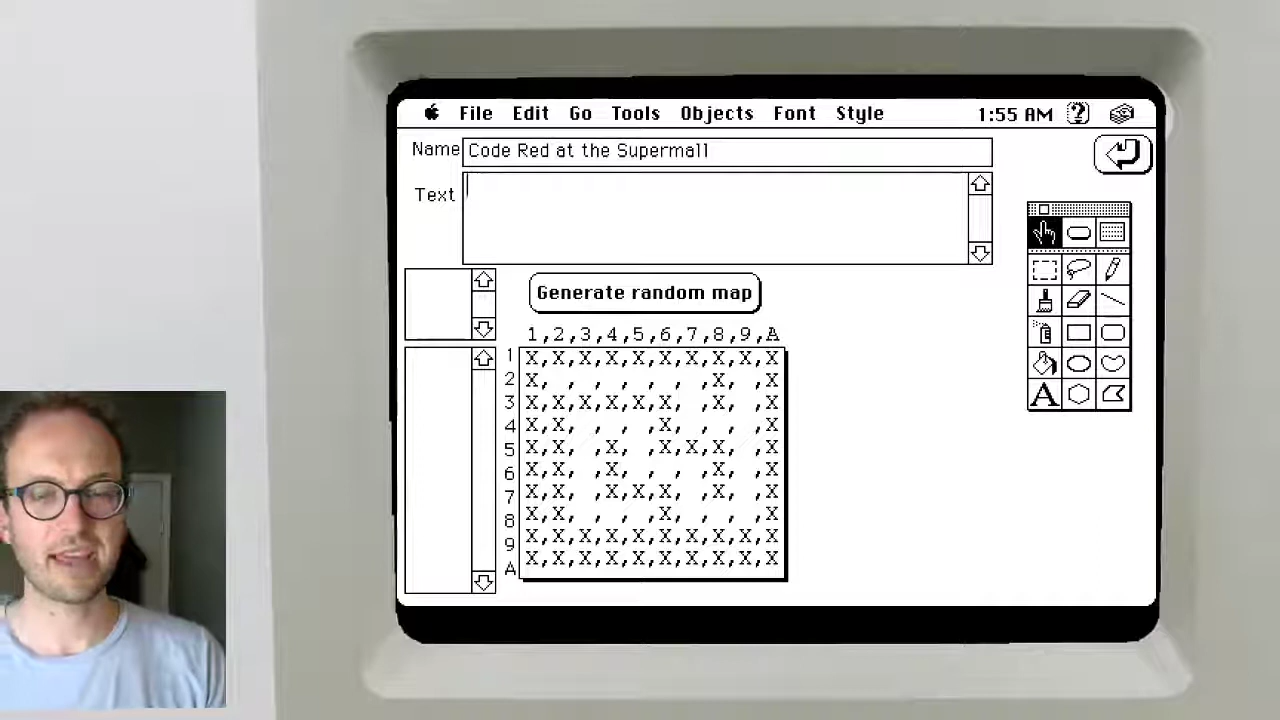 File Edit Go Tools Objects Font Style 1:55 AM
Name Code Red at the Supermall
Text
Generate random map
1,2,3,4,5,6,7,8,9,A
1 X,X,X,X,X,X,X,X,X,X
2 X, , , , , , ,X, ,X
3 X,X,X,X,X,X, ,X, ,X
4 X,X, , , ,X, , , ,X
5 X,X, ,X, ,X,X,X, ,X
6 X,X, ,X, , , ,X, ,X
7 X,X, ,X,X,X, ,X, ,X
8 X,X, , , ,X, , , ,X
9 X,X,X,X,X,X,X,X,X,X
A X,X,X,X,X,X,X,X,X,X
A